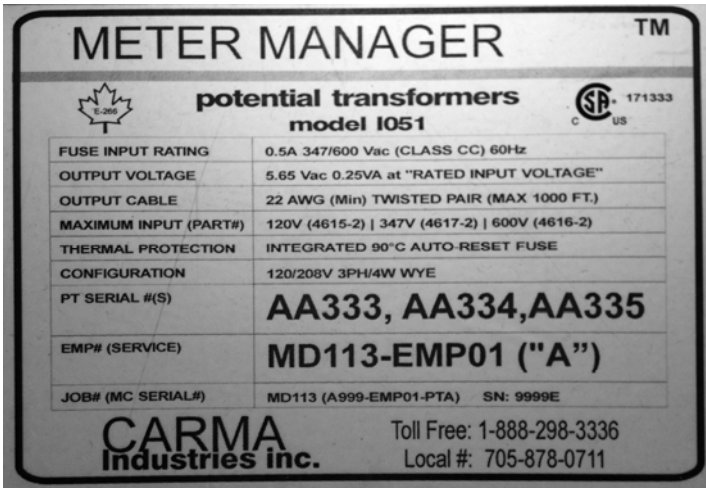 METER MANAGER TM
E-266
potential transformers
model I051
C SA US 171333
FUSE INPUT RATING 0.5A 347/600 Vac (CLASS CC) 60Hz
OUTPUT VOLTAGE 5.65 Vac 0.25VA at "RATED INPUT VOLTAGE"
OUTPUT CABLE 22 AWG (Min) TWISTED PAIR (MAX 1000 FT.)
MAXIMUM INPUT (PART#) 120V (4615-2) | 347V (4617-2) | 600V (4616-2)
THERMAL PROTECTION INTEGRATED 90°C AUTO-RESET FUSE
CONFIGURATION 120/208V 3PH/4W WYE
PT SERIAL #(S) AA333, AA334,AA335
EMP# (SERVICE) MD113-EMP01 ("A")
JOB# (MC SERIAL#) MD113 (A999-EMP01-PTA) SN: 9999E
CARMA
Industries inc.
Toll Free: 1-888-298-3336
Local #: 705-878-0711